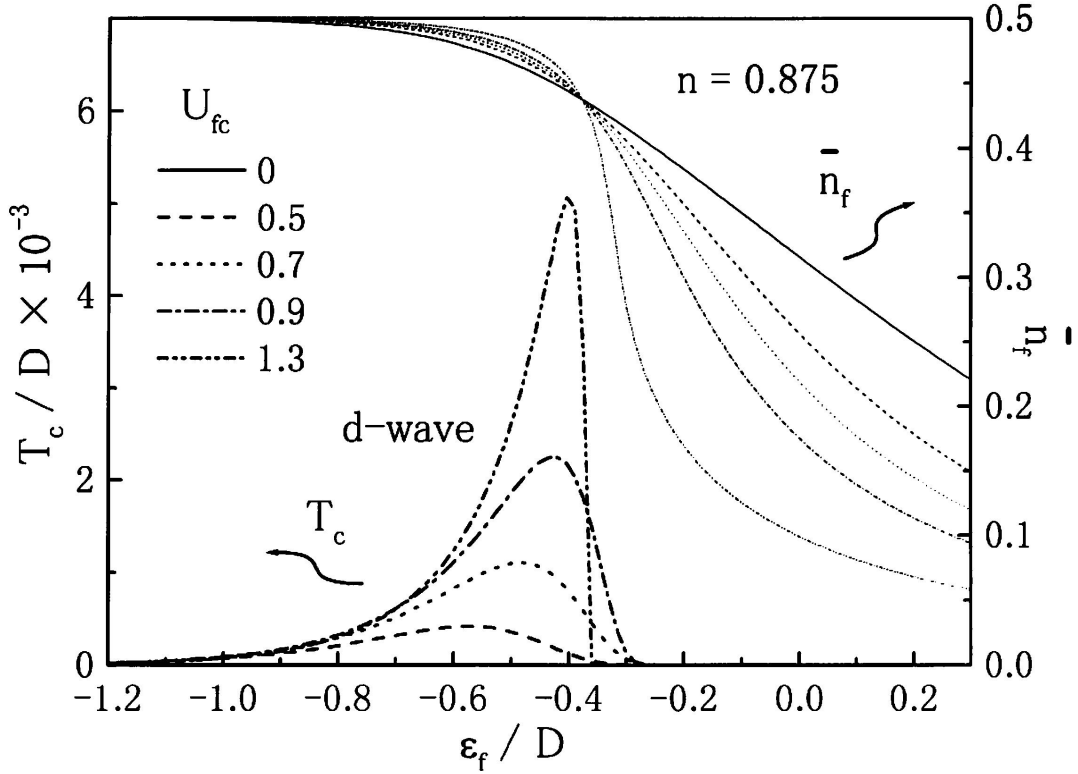 n = 0.875
U_fc
0
0.5
0.7
0.9
1.3
n̄_f
d-wave
T_c
T_c / D × 10⁻³
0
2
4
6
n̄_f
0.0
0.1
0.2
0.3
0.4
0.5
-1.2
-1.0
-0.8
-0.6
-0.4
-0.2
0.0
0.2
ε_f / D